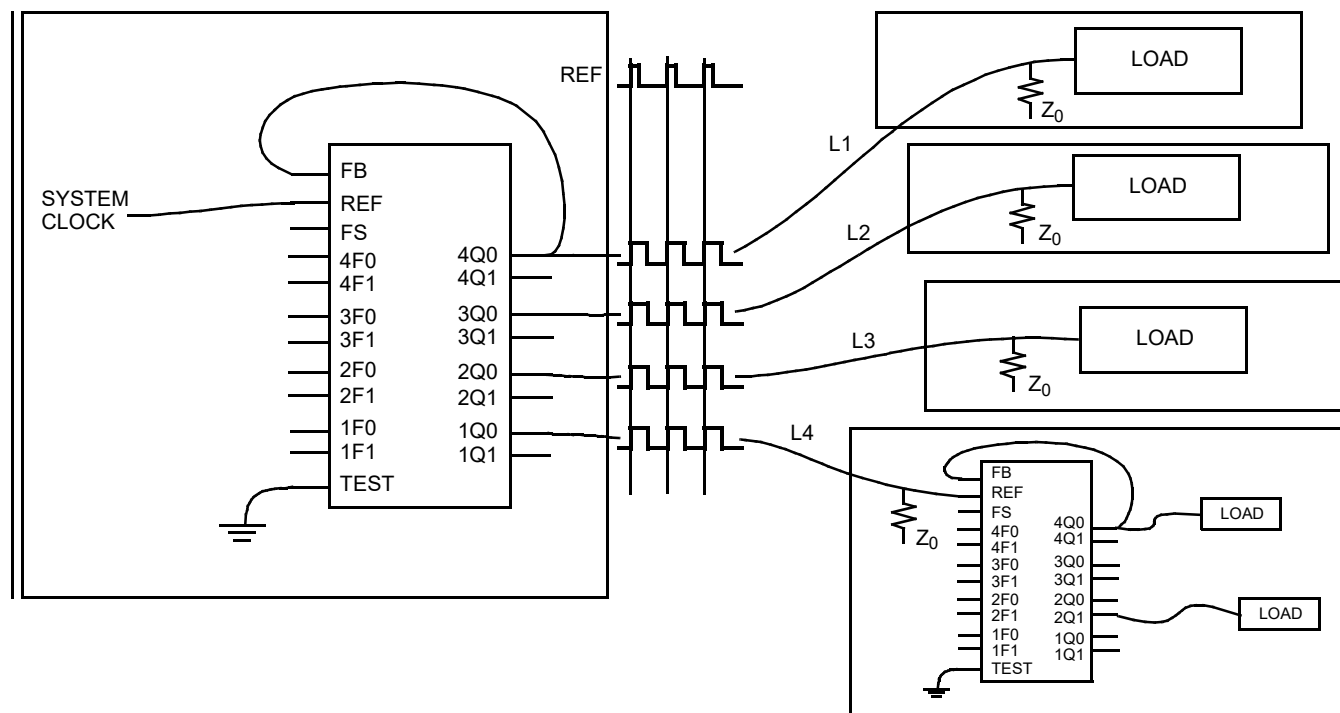 REF
LOAD
Z0
L1
FB
SYSTEM
CLOCK
REF
FS
4F0
4F1
3F0
3F1
2F0
2F1
1F0
1F1
TEST
4Q0
4Q1
3Q0
3Q1
2Q0
2Q1
1Q0
1Q1
LOAD
Z0
L2
LOAD
Z0
L3
L4
Z0
FB
REF
FS
4F0
4F1
3F0
3F1
2F0
2F1
1F0
1F1
TEST
4Q0
4Q1
3Q0
3Q1
2Q0
2Q1
1Q0
1Q1
LOAD
LOAD